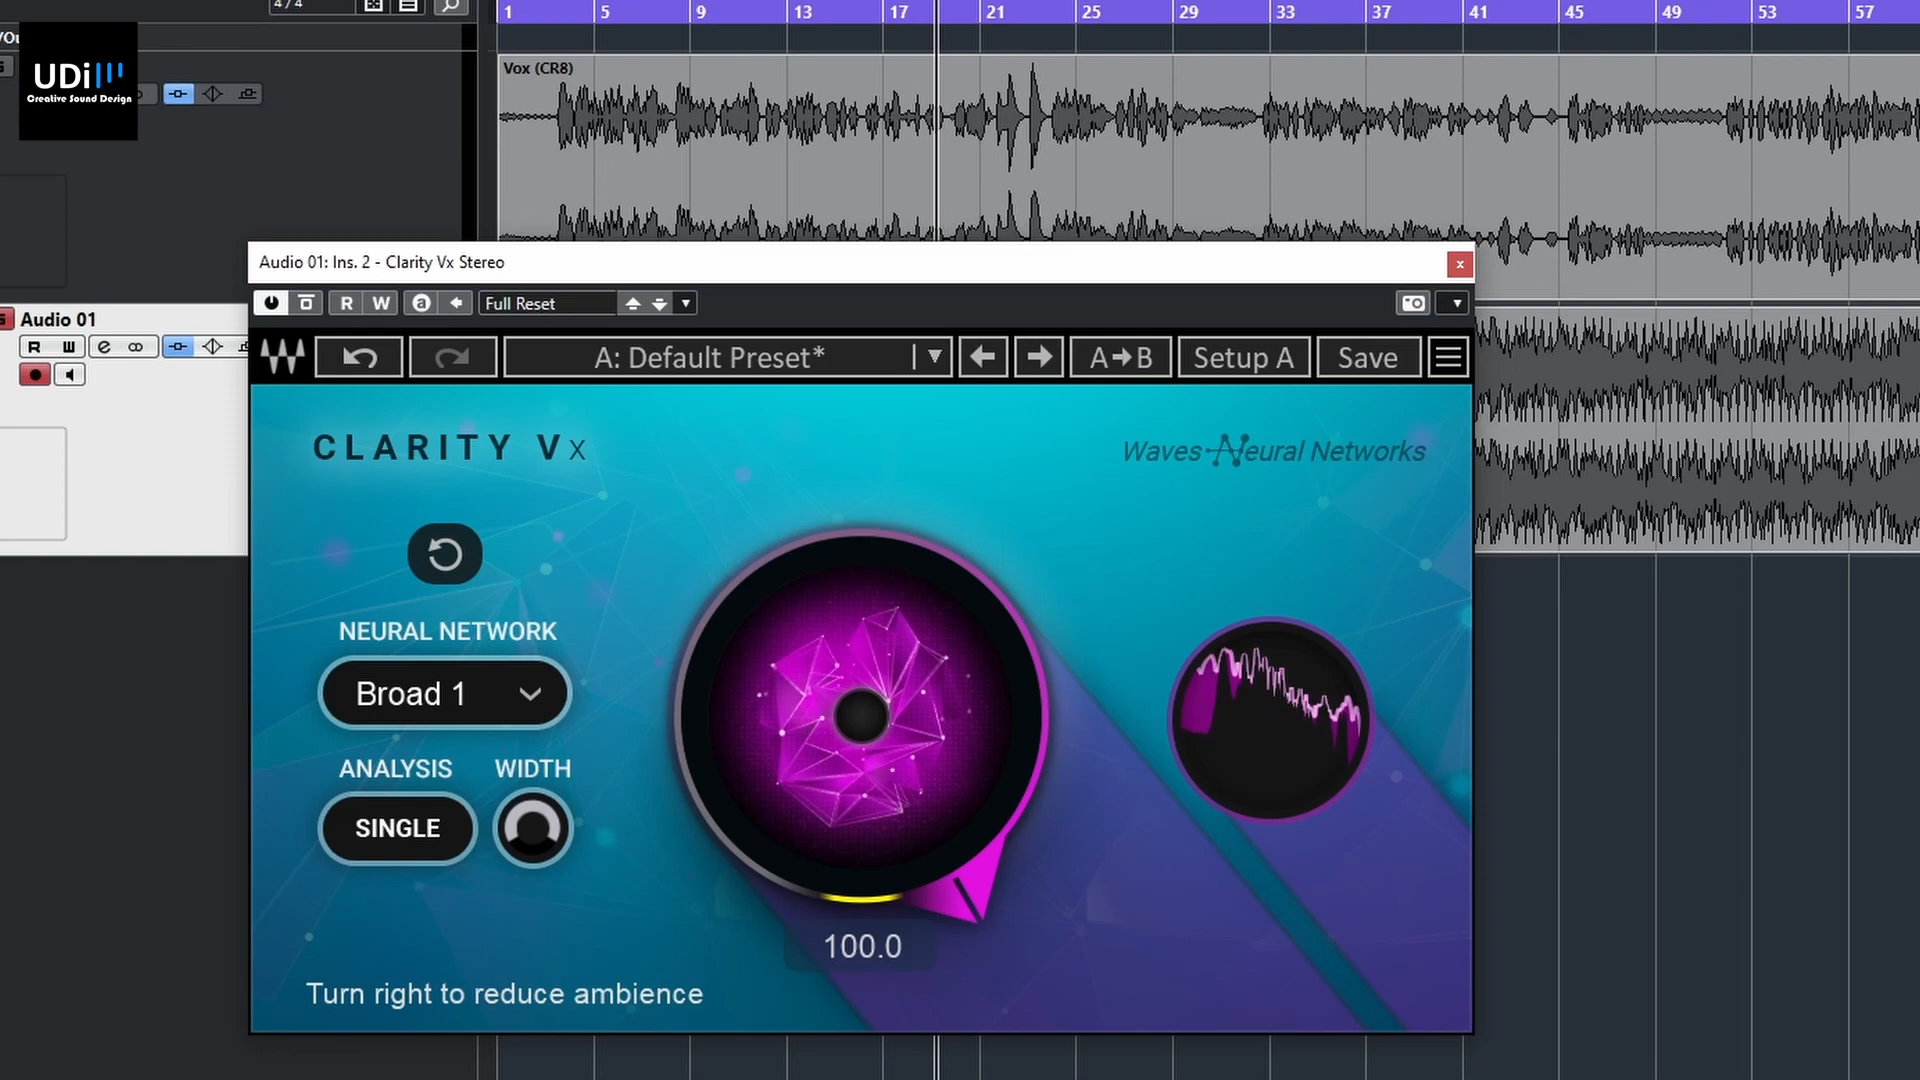 4 / 4
1 5 9 13 17 21 25 29 33 37 41 45 49 53 57
UDi
Creative Sound Design
Vox (CR8)
Audio 01: Ins. 2 - Clarity Vx Stereo
x
R W a Full Reset
Audio 01
R W e
A: Default Preset* A→B Setup A Save
CLARITY Vx
Waves Neural Networks
NEURAL NETWORK
Broad 1
ANALYSIS WIDTH
SINGLE
100.0
Turn right to reduce ambience